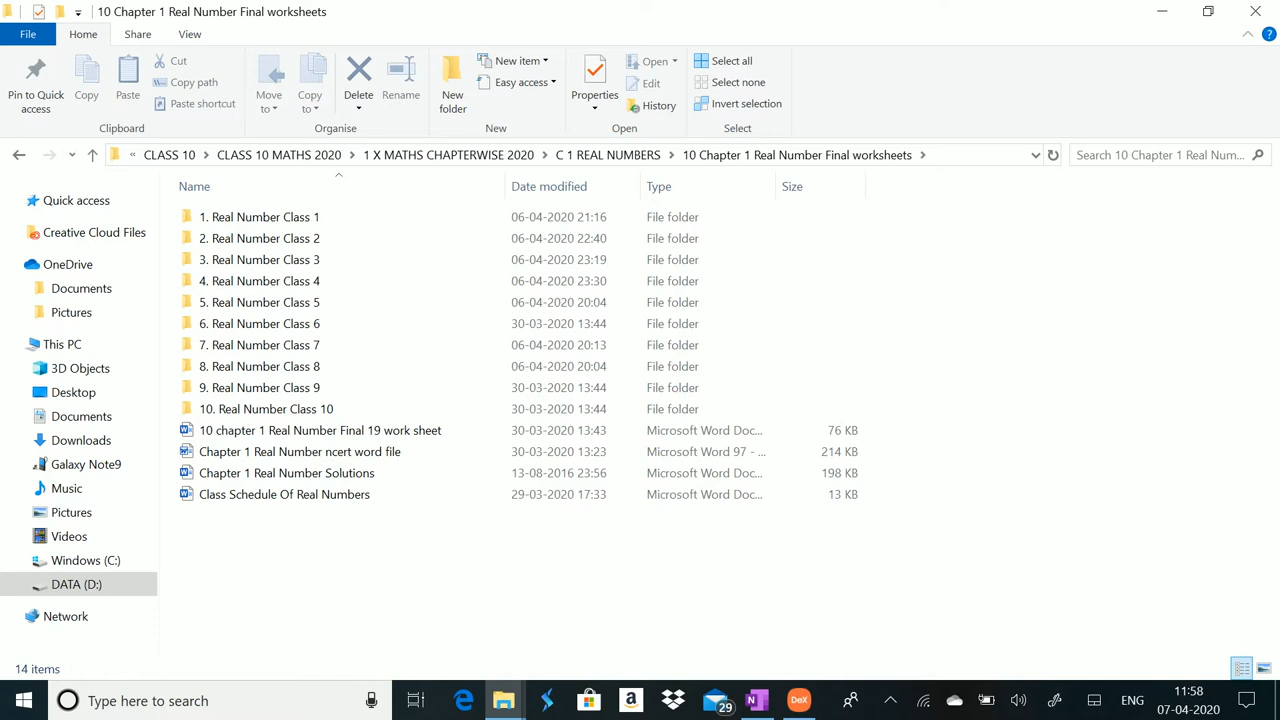 10 Chapter 1 Real Number Final worksheets
File Home Share View
Pin to Quick access
Copy
Paste
Cut
Copy path
Paste shortcut
Clipboard
Move to
Copy to
Delete
Rename
Organise
New folder
New item
Easy access
New
Properties
Open
Edit
History
Open
Select all
Select none
Invert selection
Select
« CLASS 10 > CLASS 10 MATHS 2020 > 1 X MATHS CHAPTERWISE 2020 > C 1 REAL NUMBERS > 10 Chapter 1 Real Number Final worksheets >
Search 10 Chapter 1 Real Num...
Quick access
Creative Cloud Files
OneDrive
Documents
Pictures
This PC
3D Objects
Desktop
Documents
Downloads
Galaxy Note9
Music
Pictures
Videos
Windows (C:)
DATA (D:)
Network
Name Date modified Type Size
1. Real Number Class 1 06-04-2020 21:16 File folder
2. Real Number Class 2 06-04-2020 22:40 File folder
3. Real Number Class 3 06-04-2020 23:19 File folder
4. Real Number Class 4 06-04-2020 23:30 File folder
5. Real Number Class 5 06-04-2020 20:04 File folder
6. Real Number Class 6 30-03-2020 13:44 File folder
7. Real Number Class 7 06-04-2020 20:13 File folder
8. Real Number Class 8 06-04-2020 20:04 File folder
9. Real Number Class 9 30-03-2020 13:44 File folder
10. Real Number Class 10 30-03-2020 13:44 File folder
10 chapter 1 Real Number Final 19 work sheet 30-03-2020 13:43 Microsoft Word Doc... 76 KB
Chapter 1 Real Number ncert word file 30-03-2020 13:23 Microsoft Word 97 - ... 214 KB
Chapter 1 Real Number Solutions 13-08-2016 23:56 Microsoft Word Doc... 198 KB
Class Schedule Of Real Numbers 29-03-2020 17:33 Microsoft Word Doc... 13 KB
14 items
Type here to search
29
DeX
ENG
11:58
07-04-2020